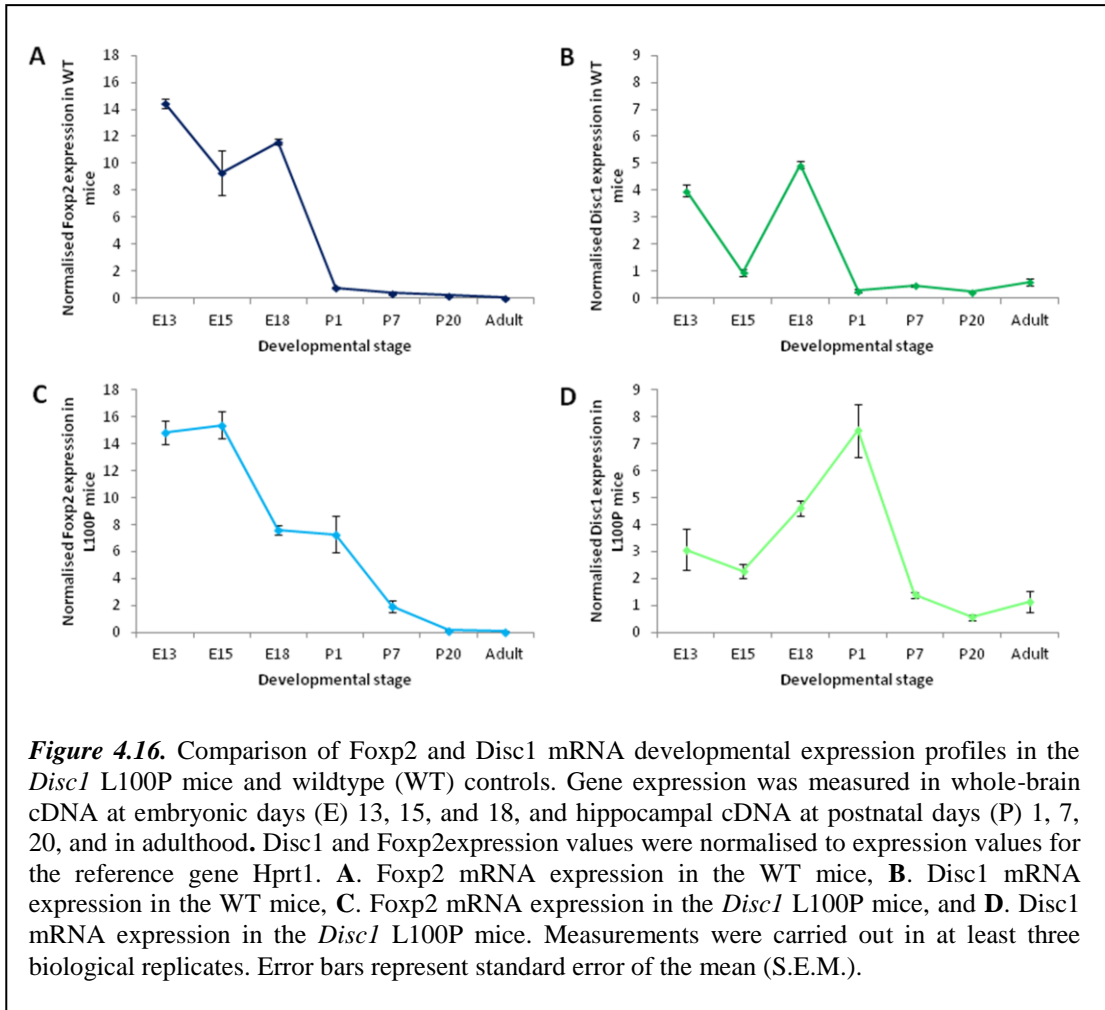 A
Normalised Foxp2 expression in WT
mice
18
16
14
12
10
8
6
4
2
0
E13 E15 E18 P1 P7 P20 Adult
Developmental stage
B
Normalised Disc1 expression in WT
mice
9
8
7
6
5
4
3
2
1
0
E13 E15 E18 P1 P7 P20 Adult
Developmental stage
C
Normalised Foxp2 expression in
L100P mice
18
16
14
12
10
8
6
4
2
0
E13 E15 E18 P1 P7 P20 Adult
Developmental stage
D
Normalised Disc1 expression in
L100P mice
9
8
7
6
5
4
3
2
1
0
E13 E15 E18 P1 P7 P20 Adult
Developmental stage
Figure 4.16. Comparison of Foxp2 and Disc1 mRNA developmental expression profiles in the
Disc1 L100P mice and wildtype (WT) controls. Gene expression was measured in whole-brain
cDNA at embryonic days (E) 13, 15, and 18, and hippocampal cDNA at postnatal days (P) 1, 7,
20, and in adulthood. Disc1 and Foxp2expression values were normalised to expression values for
the reference gene Hprt1. A. Foxp2 mRNA expression in the WT mice, B. Disc1 mRNA
expression in the WT mice, C. Foxp2 mRNA expression in the Disc1 L100P mice, and D. Disc1
mRNA expression in the Disc1 L100P mice. Measurements were carried out in at least three
biological replicates. Error bars represent standard error of the mean (S.E.M.).